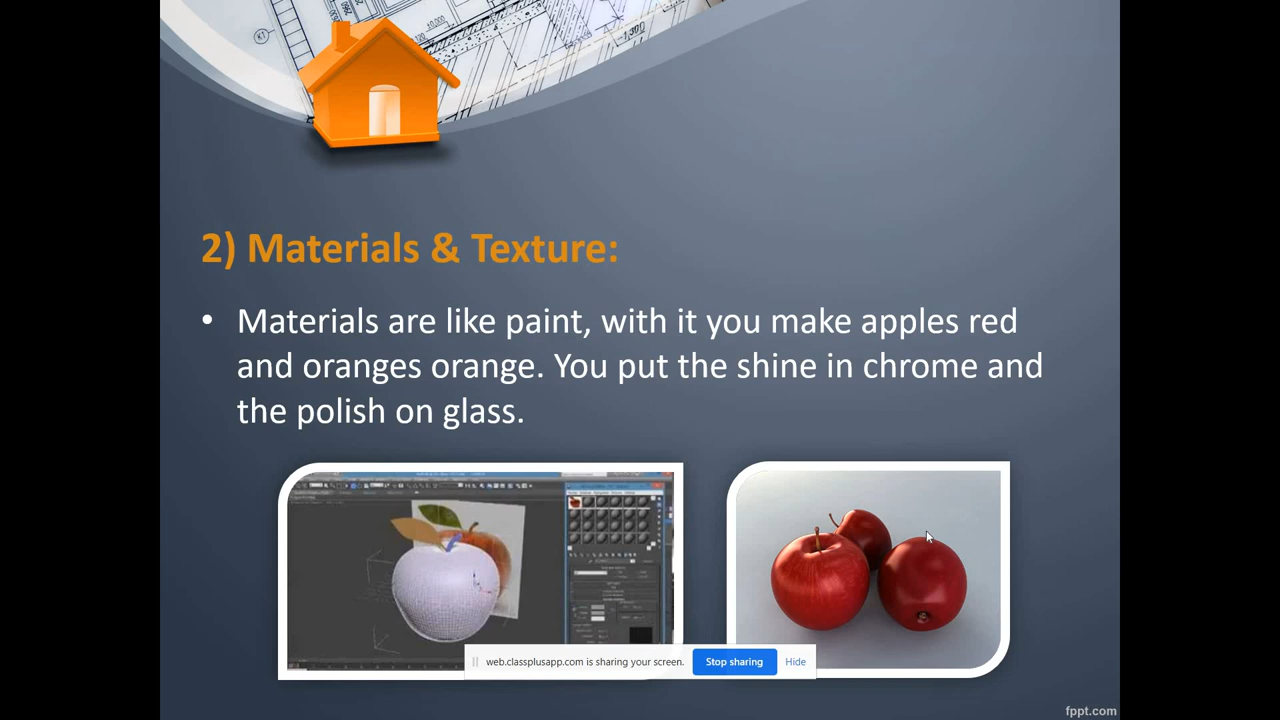 2) Materials & Texture:
• Materials are like paint, with it you make apples red
and oranges orange. You put the shine in chrome and
the polish on glass.
web.classplusapp.com is sharing your screen. Stop sharing Hide
fppt.com